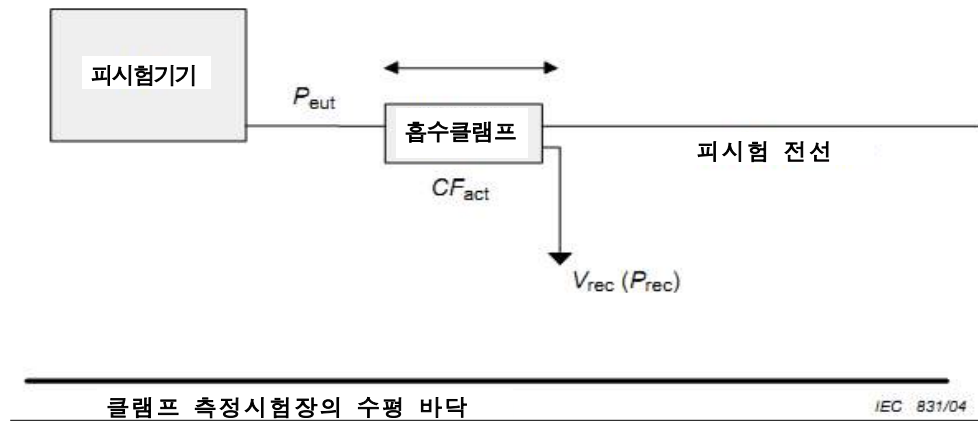 피시험기기
P_eut
흡수클램프
피시험 전선
CF_act
V_rec (P_rec)
클램프 측정시험장의 수평 바닥
IEC 831/04